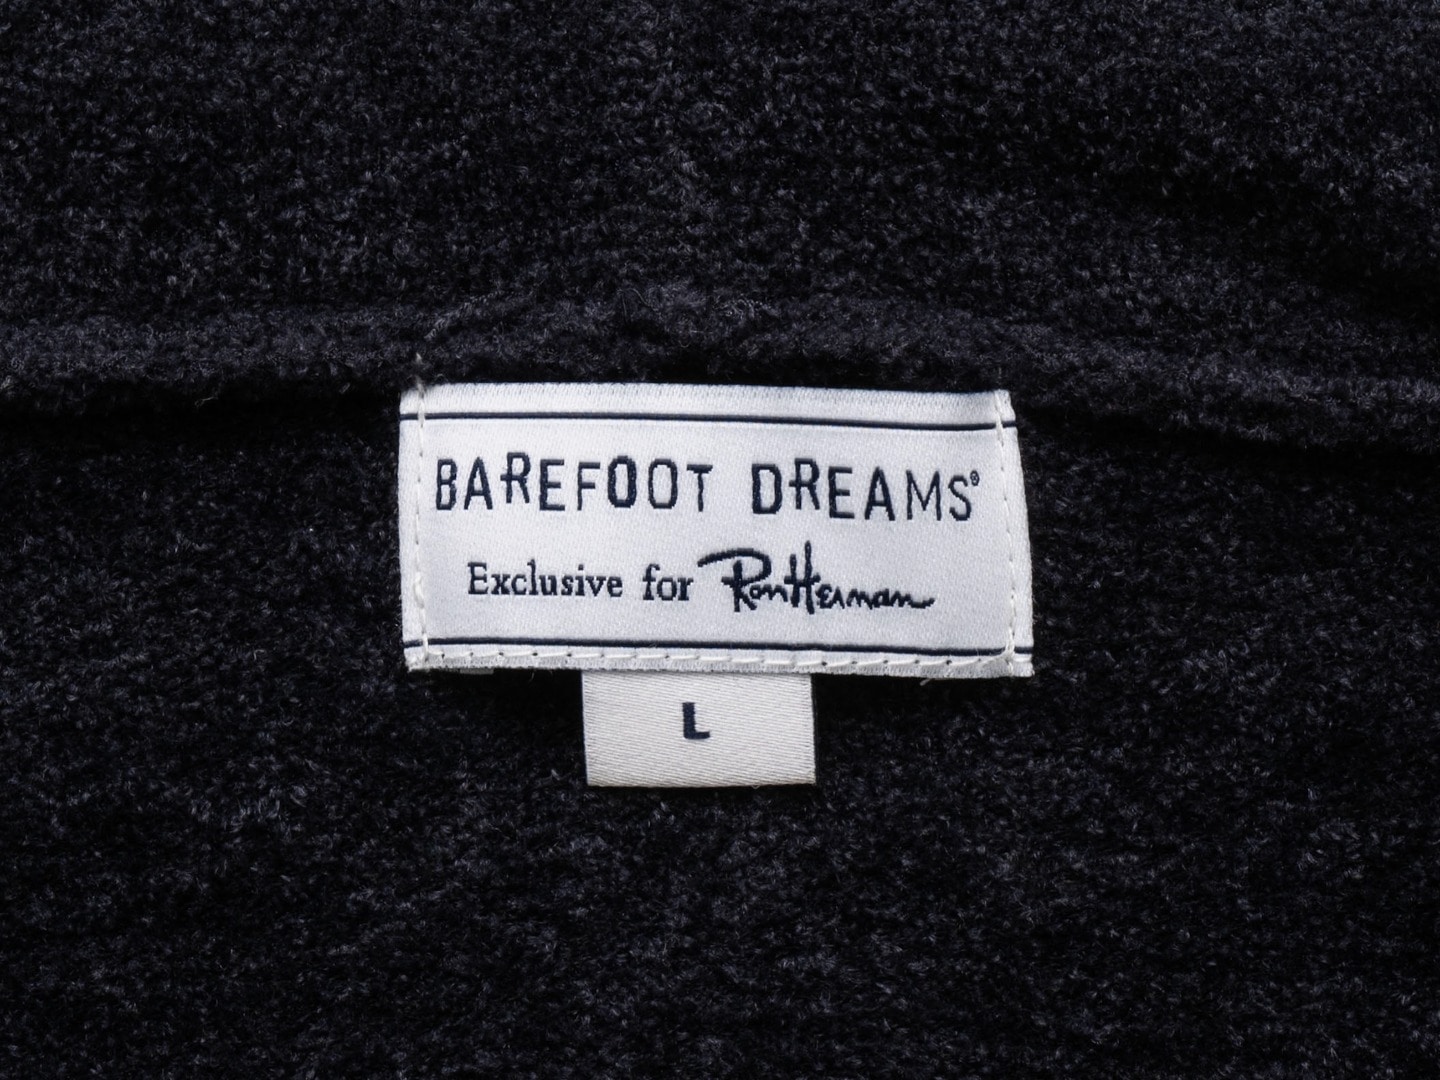 BAREFOOT DREAMS®
Exclusive for Ron Herman
L